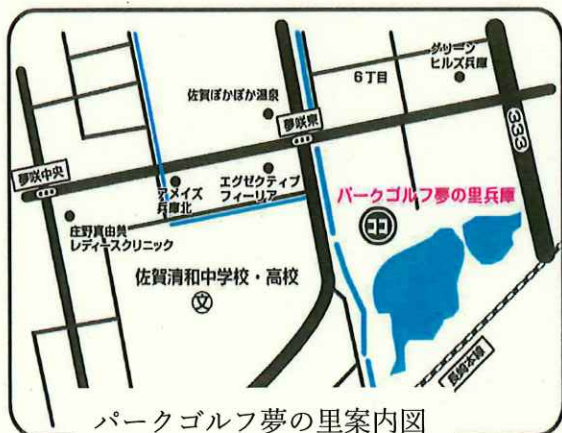 グリーン
ヒルズ兵庫
6丁目
佐賀ぽかぽか温泉
夢咲東
333
夢咲中央
アメイズ
兵庫北
エグゼクティブ
フィーリア
パークゴルフ夢の里兵庫
ココ
庄野真由美
レディースクリニック
佐賀清和中学校・高校
文
長崎本線
パークゴルフ夢の里案内図